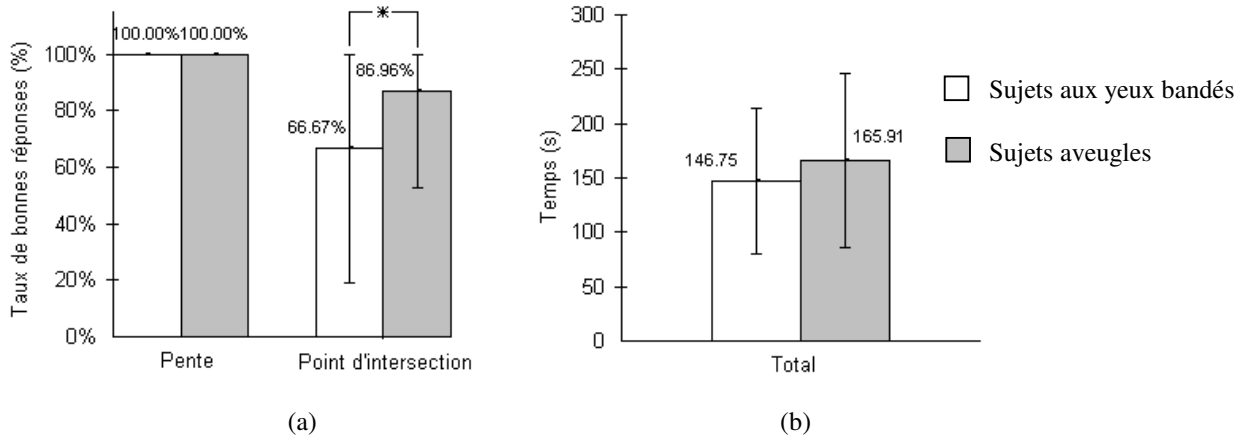 Taux de bonnes réponses (%)
100%
80%
60%
40%
20%
0%
100.00%
100.00%
66.67%
86.96%
*
Pente
Point d'intersection
(a)
Temps (s)
300
250
200
150
100
50
0
146.75
165.91
Total
(b)
Sujets aux yeux bandés
Sujets aveugles